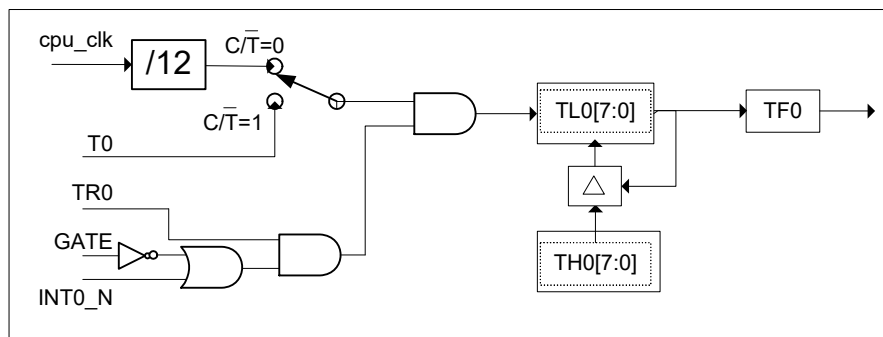 cpu_clk
/12
C/T̅=0
C/T̅=1
T0
TR0
GATE
INT0_N
TL0[7:0]
TF0
△
TH0[7:0]